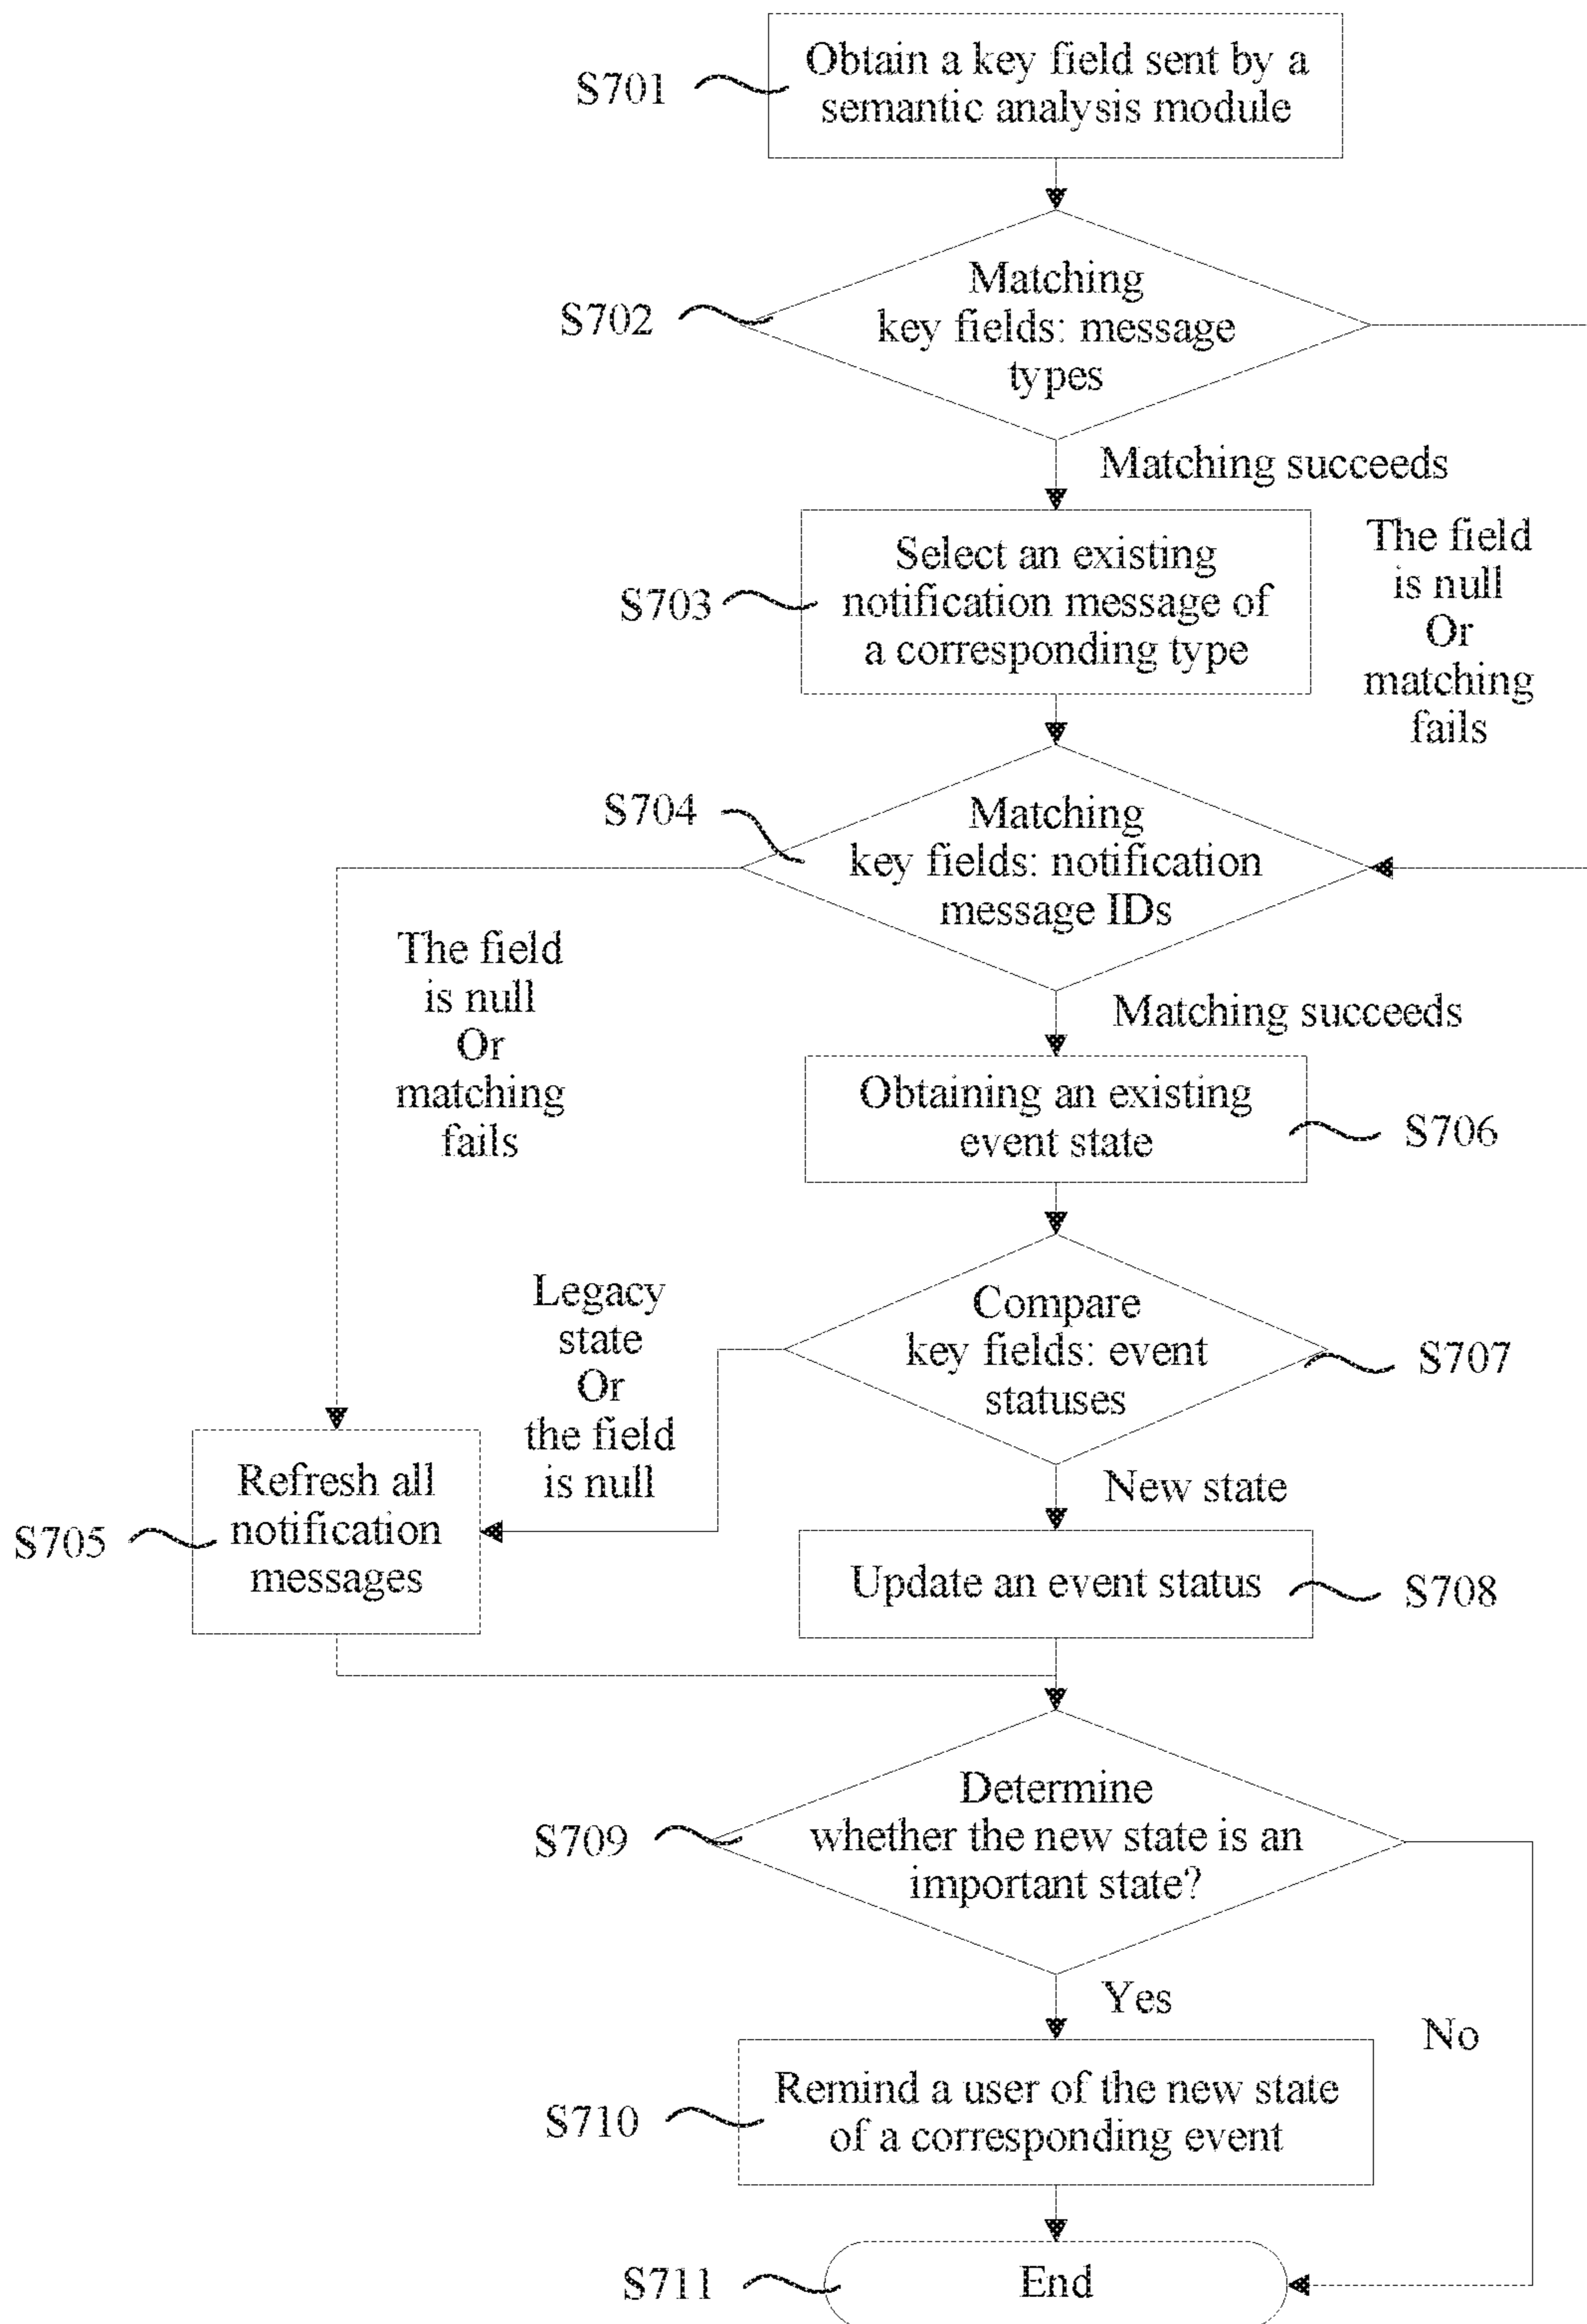 S701
Obtain a key field sent by a
semantic analysis module
S702
Matching
key fields: message
types
Matching succeeds
S703
Select an existing
notification message of
a corresponding type
The field
is null
Or
matching
fails
S704
Matching
key fields: notification
message IDs
The field
is null
Or
matching
fails
Matching succeeds
Obtaining an existing
event state
S706
Legacy
state
Or
the field
is null
Compare
key fields: event
statuses
S707
S705
Refresh all
notification
messages
New state
Update an event status
S708
S709
Determine
whether the new state is an
important state?
Yes
No
S710
Remind a user of the new state
of a corresponding event
S711
End